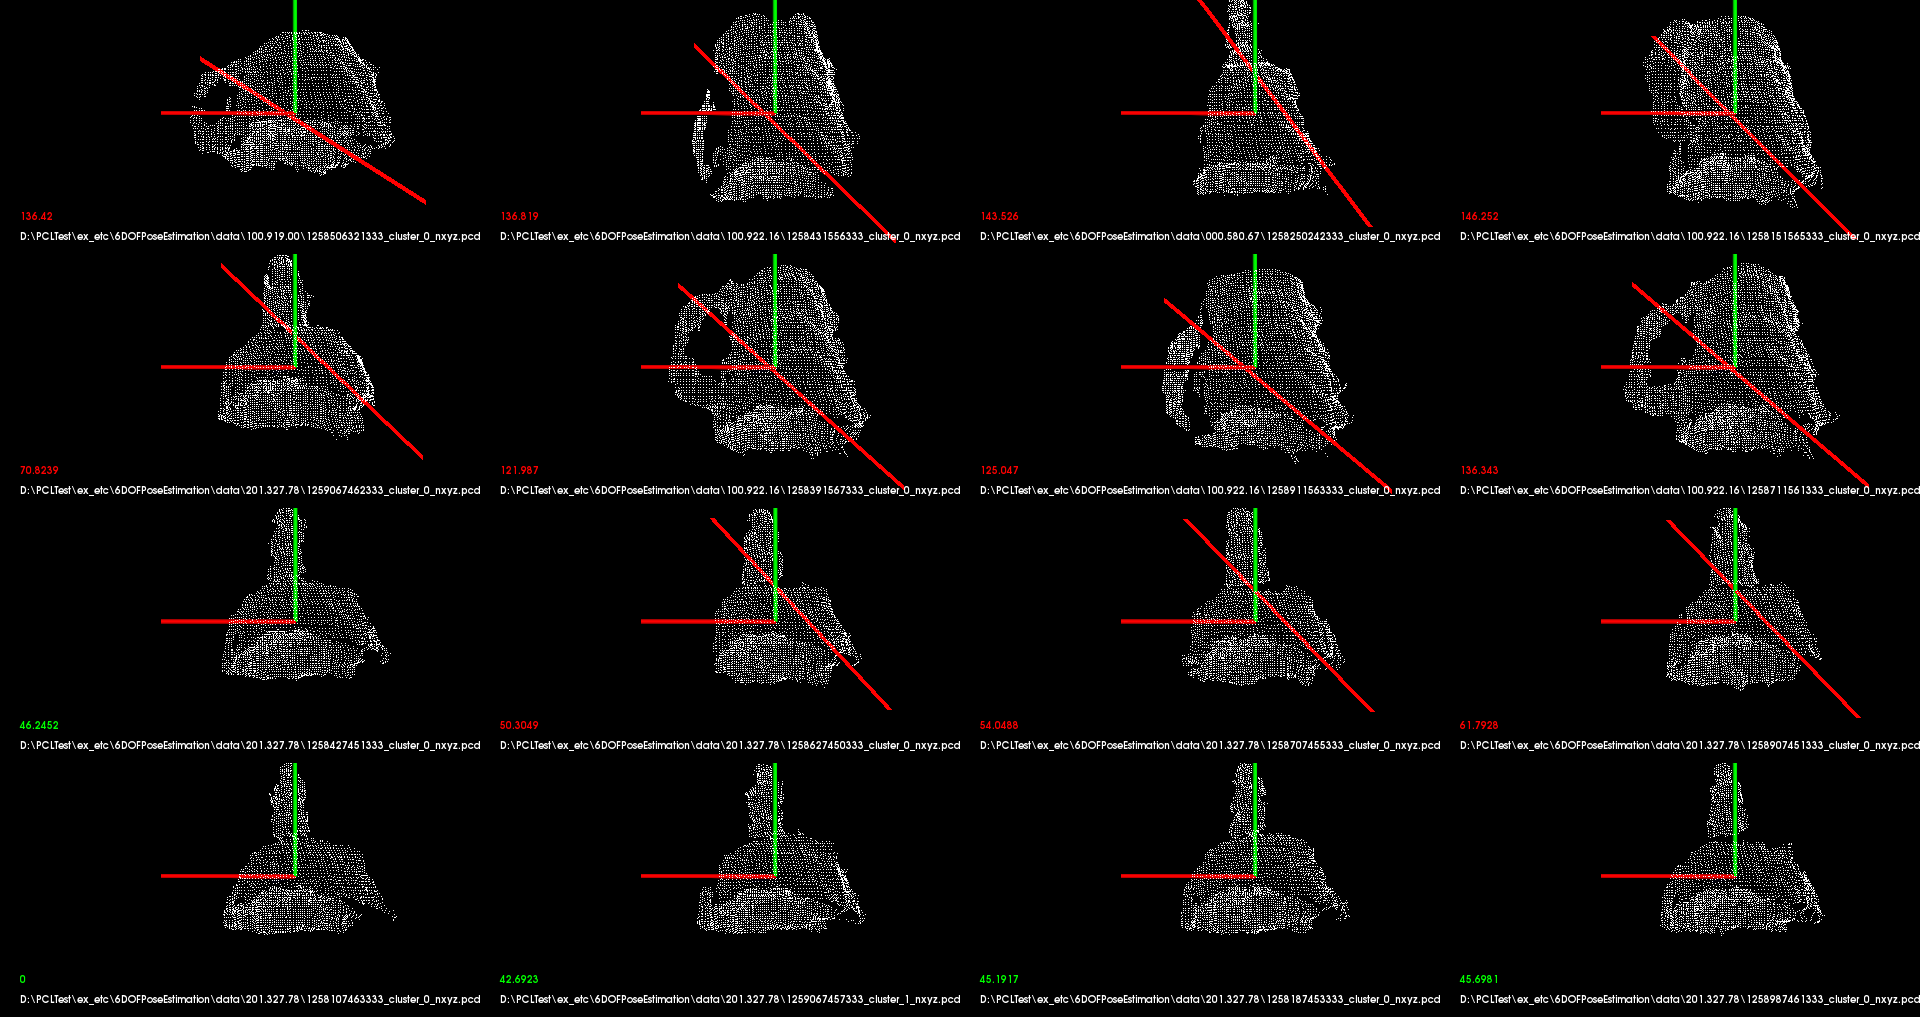 136.42
D:\PCLTest\ex_etc\6DOFPoseEstimation\data\100.919.00\1258506321333_cluster_0_nxyz.pcd
136.819
D:\PCLTest\ex_etc\6DOFPoseEstimation\data\100.922.16\1258431556333_cluster_0_nxyz.pcd
143.526
D:\PCLTest\ex_etc\6DOFPoseEstimation\data\000.580.67\1258250242333_cluster_0_nxyz.pcd
146.252
D:\PCLTest\ex_etc\6DOFPoseEstimation\data\100.922.16\1258151565333_cluster_0_nxyz.pcd
70.8239
D:\PCLTest\ex_etc\6DOFPoseEstimation\data\201.327.78\1259067462333_cluster_0_nxyz.pcd
121.987
D:\PCLTest\ex_etc\6DOFPoseEstimation\data\100.922.16\1258391567333_cluster_0_nxyz.pcd
125.047
D:\PCLTest\ex_etc\6DOFPoseEstimation\data\100.922.16\1258911563333_cluster_0_nxyz.pcd
136.343
D:\PCLTest\ex_etc\6DOFPoseEstimation\data\100.922.16\1258711561333_cluster_0_nxyz.pcd
46.2452
D:\PCLTest\ex_etc\6DOFPoseEstimation\data\201.327.78\1258427451333_cluster_0_nxyz.pcd
50.3049
D:\PCLTest\ex_etc\6DOFPoseEstimation\data\201.327.78\1258627450333_cluster_0_nxyz.pcd
54.0488
D:\PCLTest\ex_etc\6DOFPoseEstimation\data\201.327.78\1258707455333_cluster_0_nxyz.pcd
61.7928
D:\PCLTest\ex_etc\6DOFPoseEstimation\data\201.327.78\1258907451333_cluster_0_nxyz.pcd
0
D:\PCLTest\ex_etc\6DOFPoseEstimation\data\201.327.78\1258107463333_cluster_0_nxyz.pcd
42.6923
D:\PCLTest\ex_etc\6DOFPoseEstimation\data\201.327.78\1259067457333_cluster_1_nxyz.pcd
45.1917
D:\PCLTest\ex_etc\6DOFPoseEstimation\data\201.327.78\1258187453333_cluster_0_nxyz.pcd
45.6981
D:\PCLTest\ex_etc\6DOFPoseEstimation\data\201.327.78\1258987461333_cluster_0_nxyz.pcd